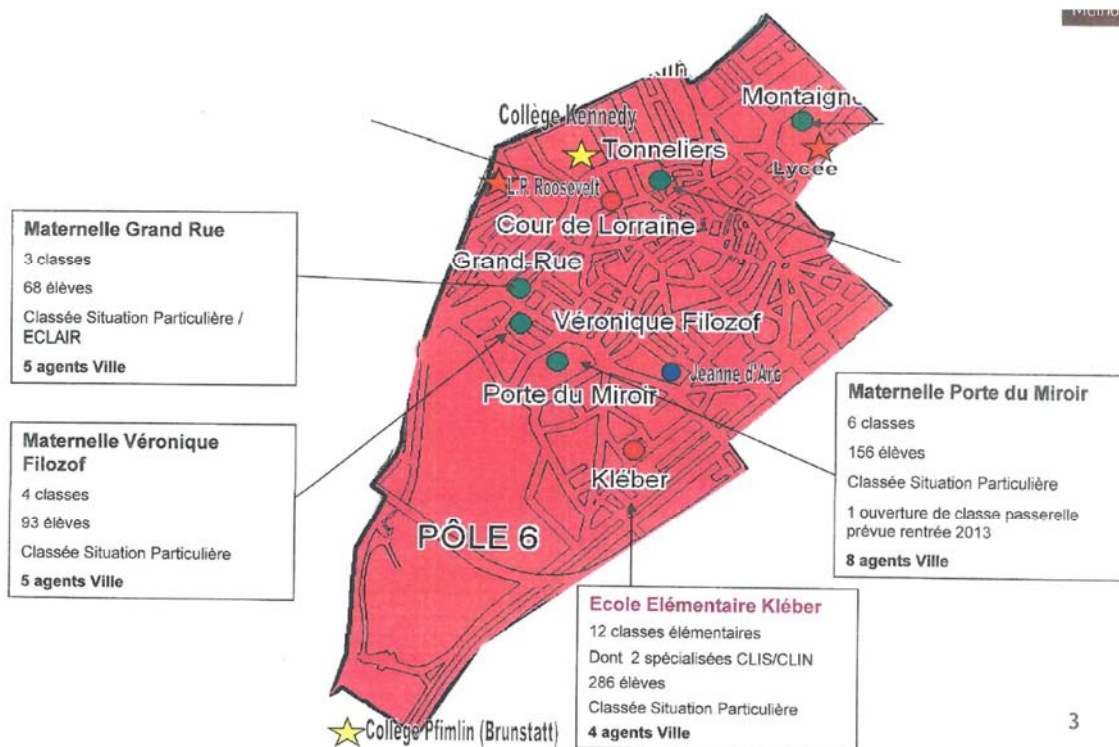 Montaigne
Collège Kennedy
Tonneliers
Lycée
L.P. Roosevelt
Cour de Lorraine
Maternelle Grand Rue
3 classes
68 élèves
Classée Situation Particulière /
ECLAIR
5 agents Ville
Grand-Rue
Véronique Filozof
Jeanne d'Arc
Porte du Miroir
Maternelle Porte du Miroir
6 classes
156 élèves
Classée Situation Particulière
1 ouverture de classe passerelle
prévue rentrée 2013
8 agents Ville
Maternelle Véronique
Filozof
4 classes
93 élèves
Classée Situation Particulière
5 agents Ville
Kléber
PÔLE 6
Ecole Elémentaire Kléber
12 classes élémentaires
Dont 2 spécialisées CLIS/CLIN
286 élèves
Classée Situation Particulière
4 agents Ville
Collège Pfimlin (Brunstatt)
3